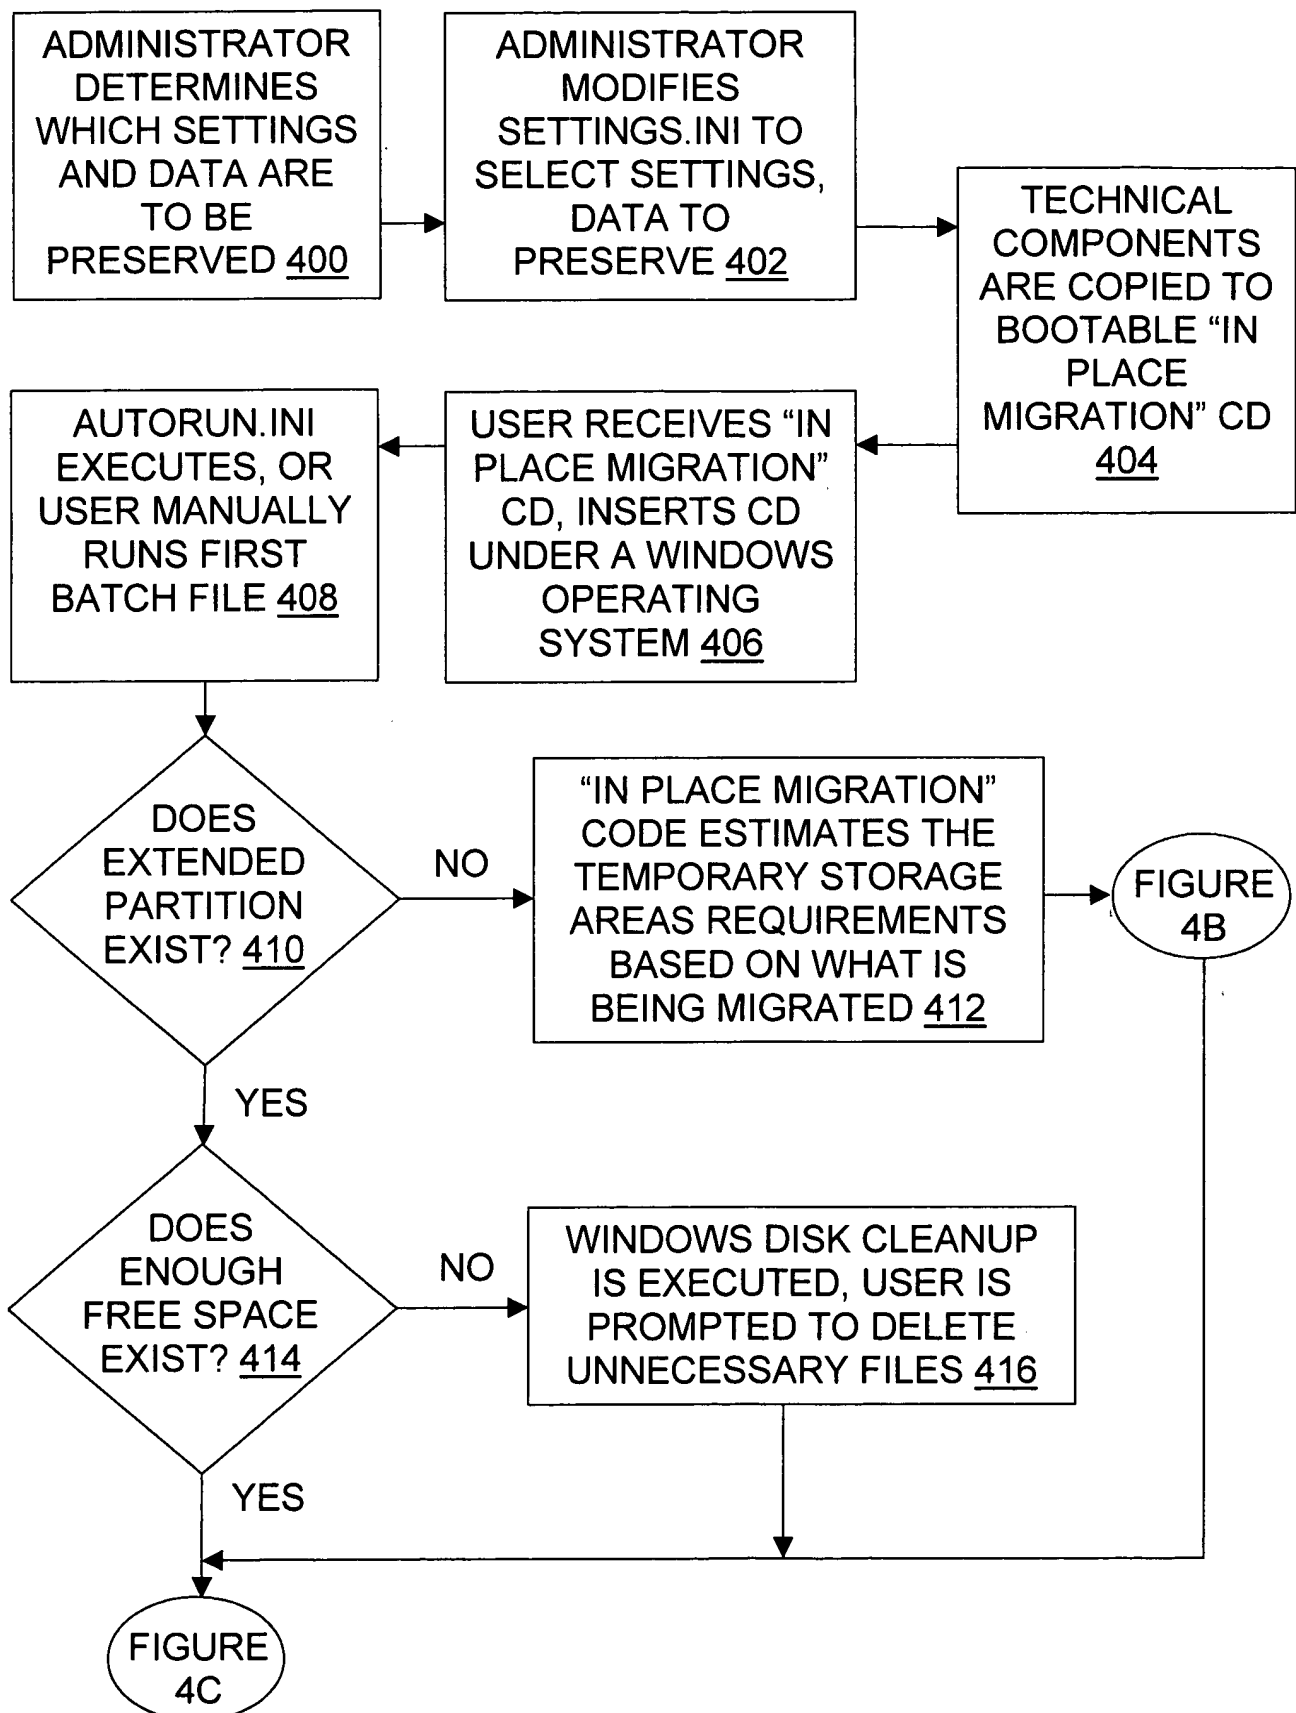 ADMINISTRATOR
DETERMINES
WHICH SETTINGS
AND DATA ARE
TO BE
PRESERVED 400
ADMINISTRATOR
MODIFIES
SETTINGS.INI TO
SELECT SETTINGS,
DATA TO
PRESERVE 402
TECHNICAL
COMPONENTS
ARE COPIED TO
BOOTABLE “IN
PLACE
MIGRATION” CD
404
USER RECEIVES “IN
PLACE MIGRATION”
CD, INSERTS CD
UNDER A WINDOWS
OPERATING
SYSTEM 406
AUTORUN.INI
EXECUTES, OR
USER MANUALLY
RUNS FIRST
BATCH FILE 408
DOES
EXTENDED
PARTITION
EXIST? 410
NO
“IN PLACE MIGRATION”
CODE ESTIMATES THE
TEMPORARY STORAGE
AREAS REQUIREMENTS
BASED ON WHAT IS
BEING MIGRATED 412
FIGURE
4B
YES
DOES
ENOUGH
FREE SPACE
EXIST? 414
NO
WINDOWS DISK CLEANUP
IS EXECUTED, USER IS
PROMPTED TO DELETE
UNNECESSARY FILES 416
YES
FIGURE
4C